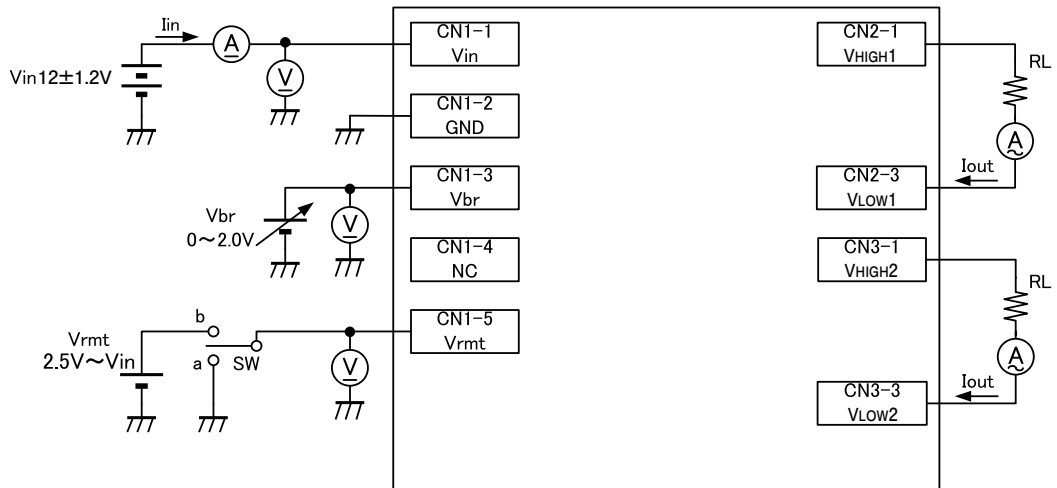 Iin
A
Vin12±1.2V
V
CN1-1
Vin
CN1-2
GND
CN1-3
Vbr
Vbr
0～2.0V
V
CN1-4
NC
CN1-5
Vrmt
Vrmt
2.5V～Vin
b
a
SW
V
CN2-1
VHIGH1
RL
A
Iout
CN2-3
VLOW1
CN3-1
VHIGH2
RL
A
Iout
CN3-3
VLOW2